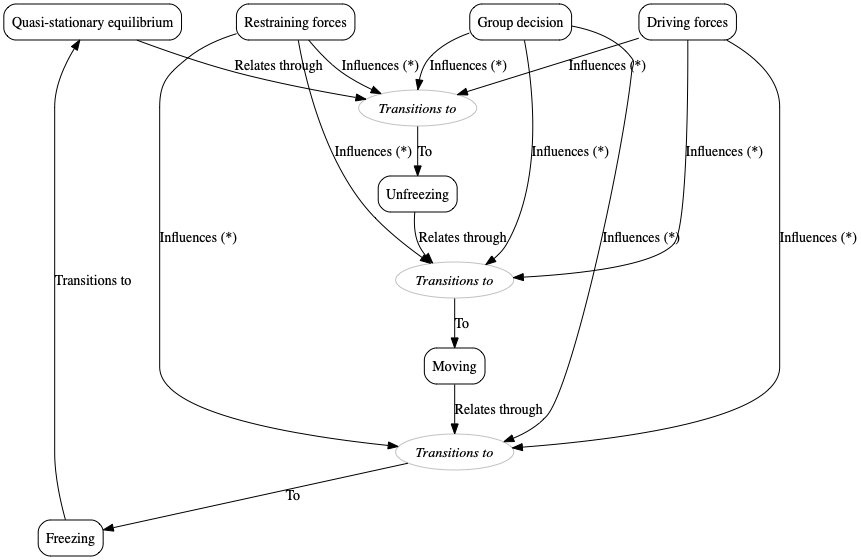 Quasi-stationary equilibrium
Restraining forces
Group decision
Driving forces
Relates through
Influences (*)
Influences (*)
Influences (*)
Influences (*)
Transitions to
Influences (*)
To
Influences (*)
Influences (*)
Unfreezing
Influences (*)
Relates through
Influences (*)
Influences (*)
Transitions to
Transitions to
To
Moving
Relates through
Transitions to
To
Freezing